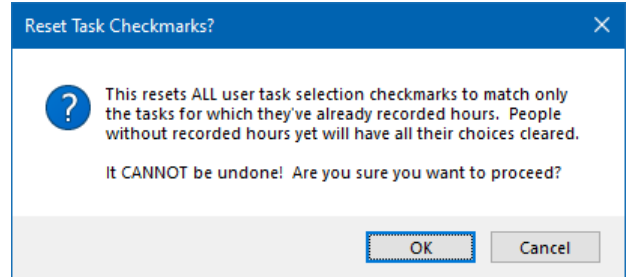 Reset Task Checkmarks?
This resets ALL user task selection checkmarks to match only
the tasks for which they've already recorded hours.  People
without recorded hours yet will have all their choices cleared.
It CANNOT be undone!  Are you sure you want to proceed?
OK
Cancel